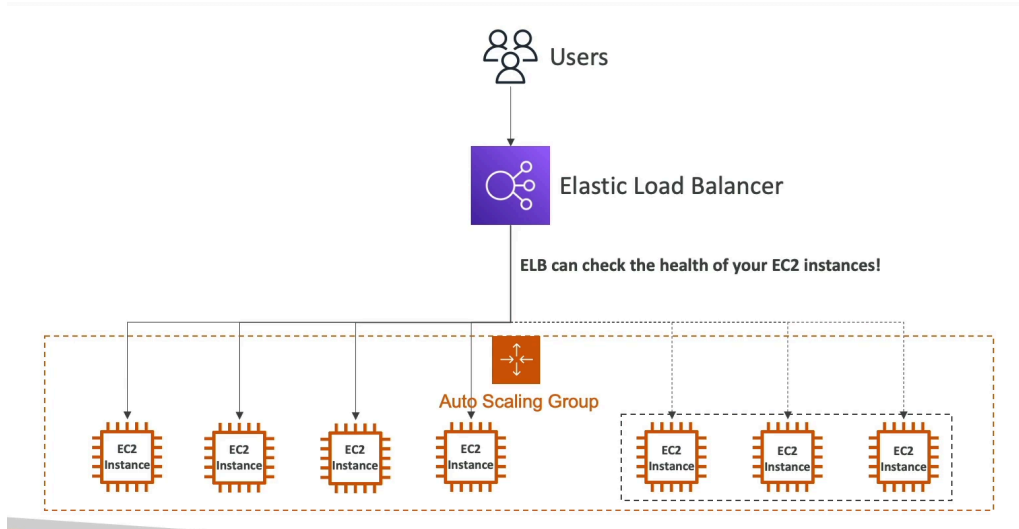 Users
Elastic Load Balancer
ELB can check the health of your EC2 instances!
Auto Scaling Group
EC2
Instance
EC2
Instance
EC2
Instance
EC2
Instance
EC2
Instance
EC2
Instance
EC2
Instance